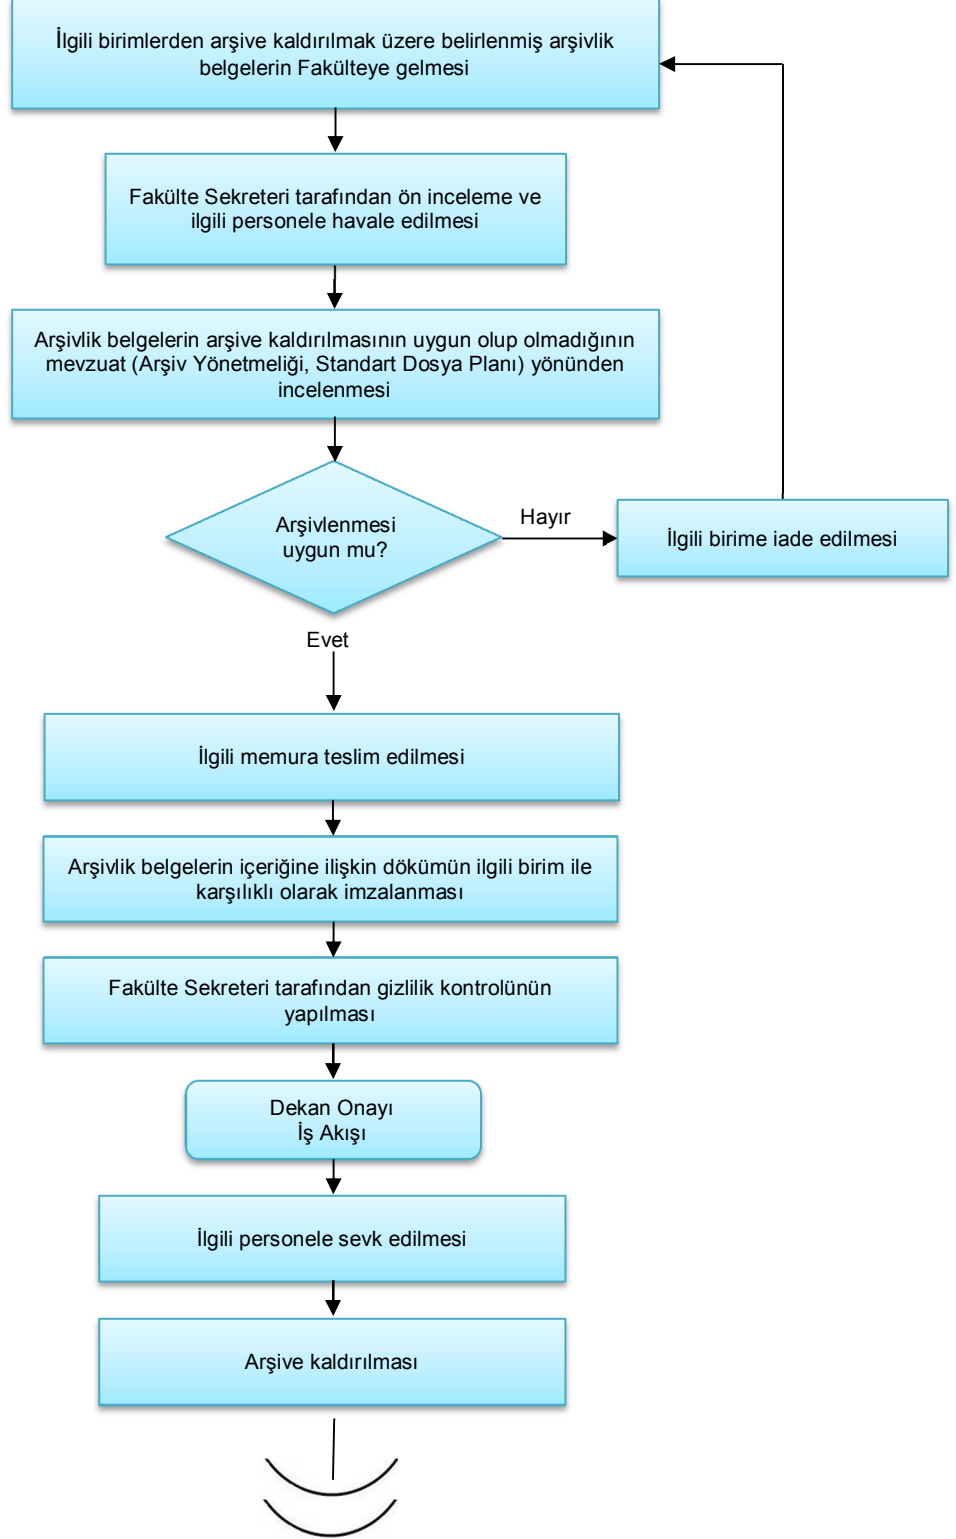 İlgili birimlerden arşive kaldırılmak üzere belirlenmiş arşivlik
belgelerin Fakülteye gelmesi
Fakülte Sekreteri tarafından ön inceleme ve
ilgili personele havale edilmesi
Arşivlik belgelerin arşive kaldırılmasının uygun olup olmadığının
mevzuat (Arşiv Yönetmeliği, Standart Dosya Planı) yönünden
incelenmesi
Arşivlenmesi
uygun mu?
Hayır
İlgili birime iade edilmesi
Evet
İlgili memura teslim edilmesi
Arşivlik belgelerin içeriğine ilişkin dökümün ilgili birim ile
karşılıklı olarak imzalanması
Fakülte Sekreteri tarafından gizlilik kontrolünün
yapılması
Dekan Onayı
İş Akışı
İlgili personele sevk edilmesi
Arşive kaldırılması